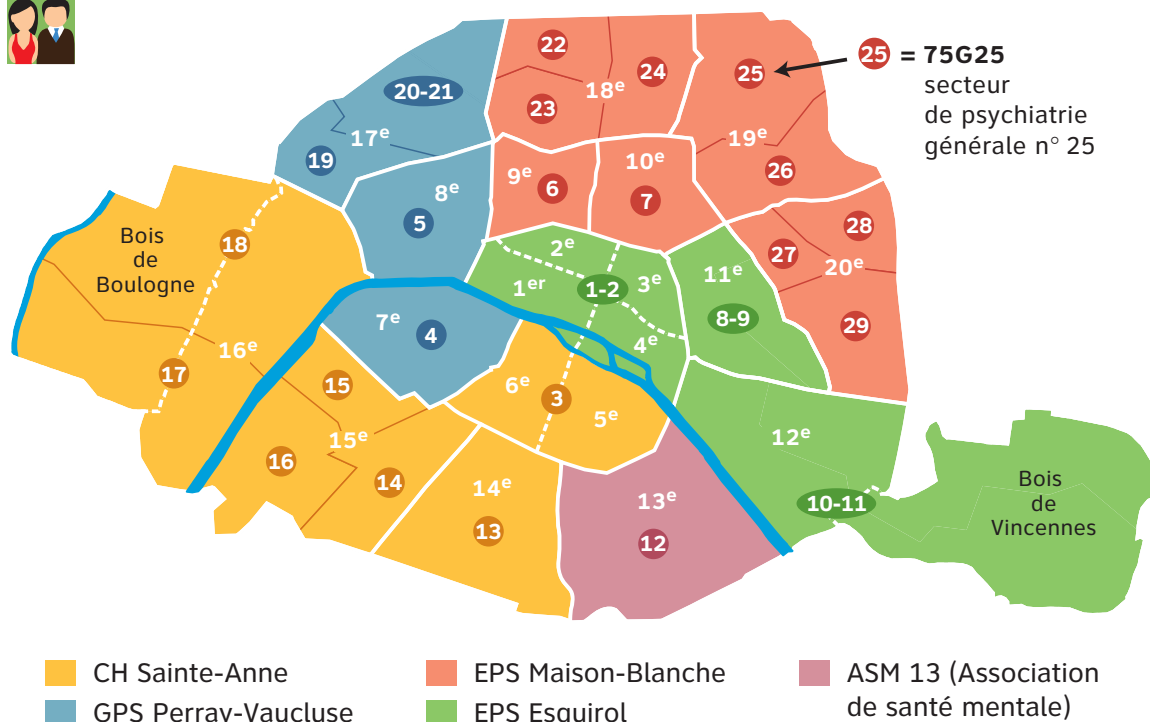 22
25
25 = 75G25
secteur
de psychiatrie
générale n° 25
24
20-21
18e
23
17e
19e
19
10e
9e
26
6
8e
7
5
28
27
20e
18
Bois
de
Boulogne
2e
11e
3e
1er
1-2
8-9
29
7e
4
4e
16e
17
15
6e
3
5e
12e
15e
16
14
14e
13e
10-11
Bois
de
Vincennes
13
12
CH Sainte-Anne
EPS Maison-Blanche
ASM 13 (Association
de santé mentale)
GPS Perray-Vaucluse
EPS Esquirol